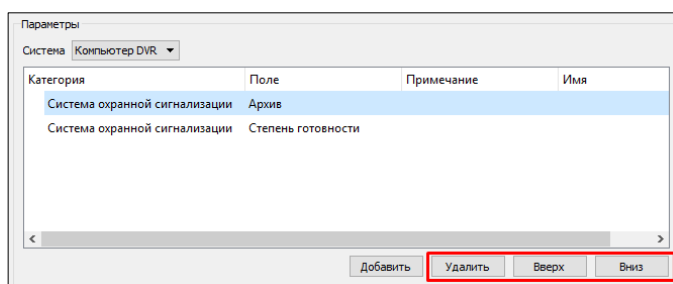 Параметры
Система Компьютер DVR
Категория Поле Примечание Имя
Система охранной сигнализации Архив
Система охранной сигнализации Степень готовности
Добавить Удалить Вверх Вниз